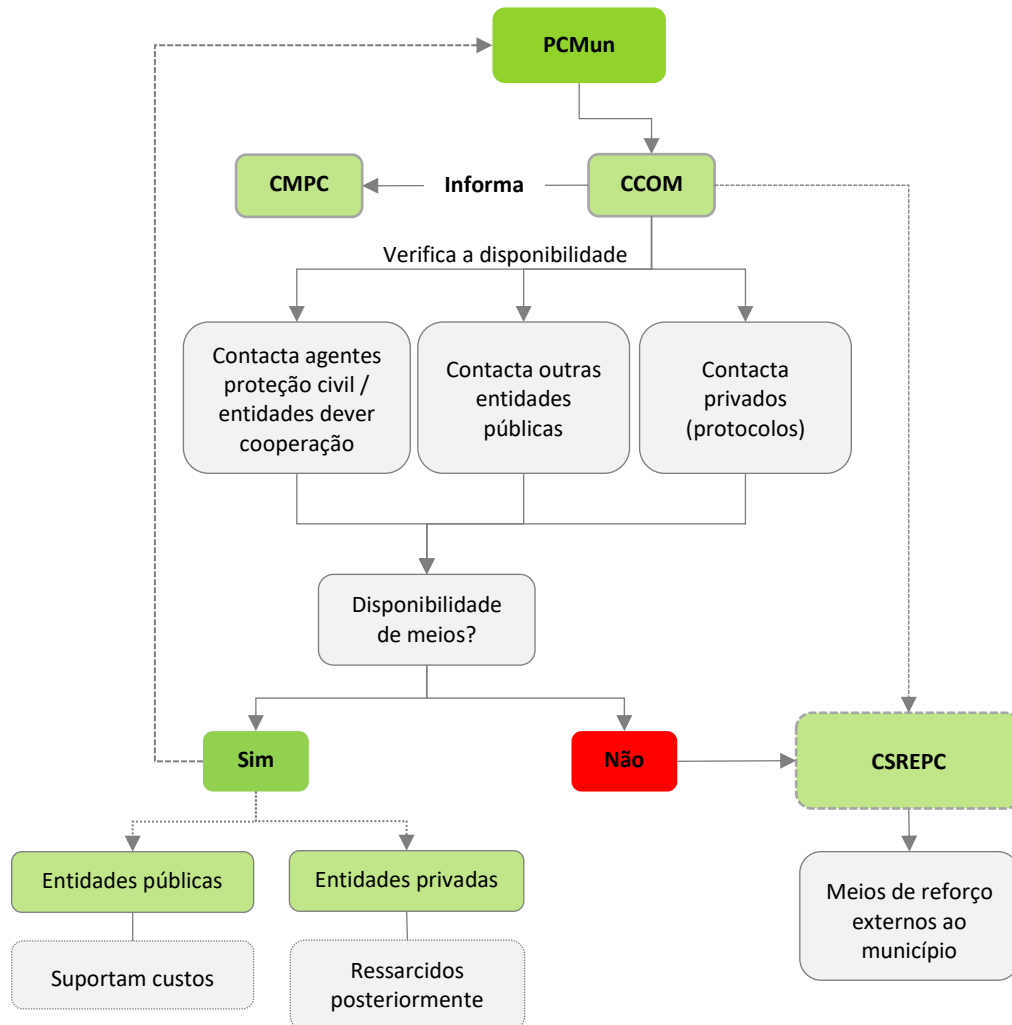 PCMun
CMPC
Informa
CCOM
Verifica a disponibilidade
Contacta agentes
proteção civil /
entidades dever
cooperação
Contacta outras
entidades
públicas
Contacta
privados
(protocolos)
Disponibilidade
de meios?
Sim
Não
CSREPC
Entidades públicas
Entidades privadas
Suportam custos
Ressarcidos
posteriormente
Meios de reforço
externos ao
município